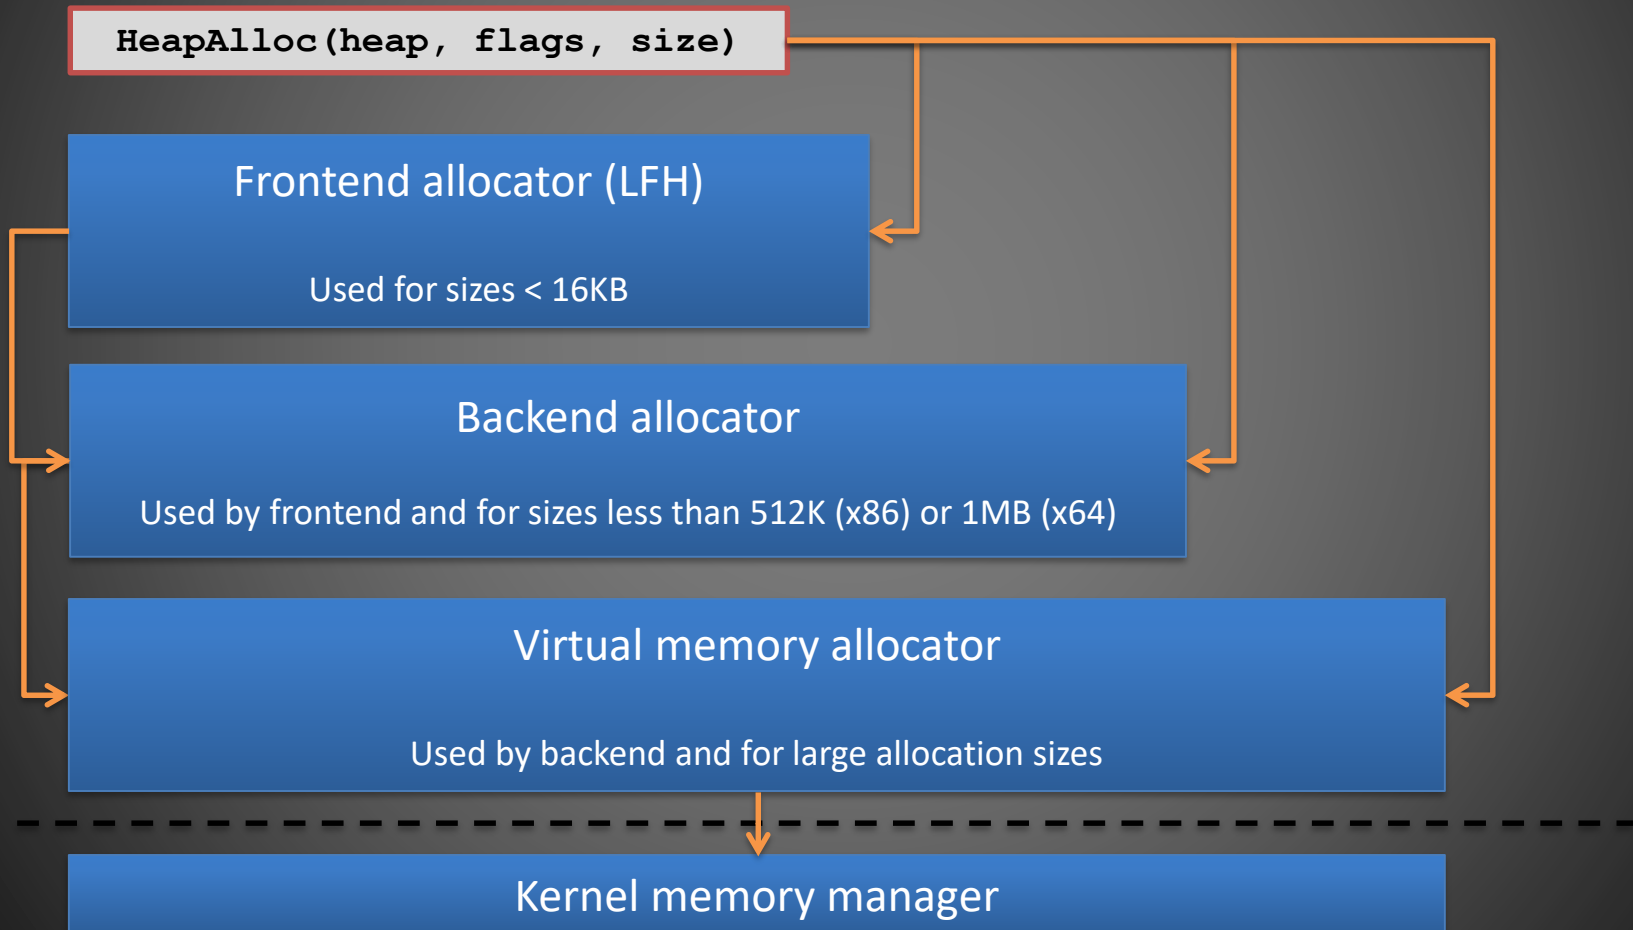 HeapAlloc(heap, flags, size)
Frontend allocator (LFH)
Used for sizes < 16KB
Backend allocator
Used by frontend and for sizes less than 512K (x86) or 1MB (x64)
Virtual memory allocator
Used by backend and for large allocation sizes
Kernel memory manager